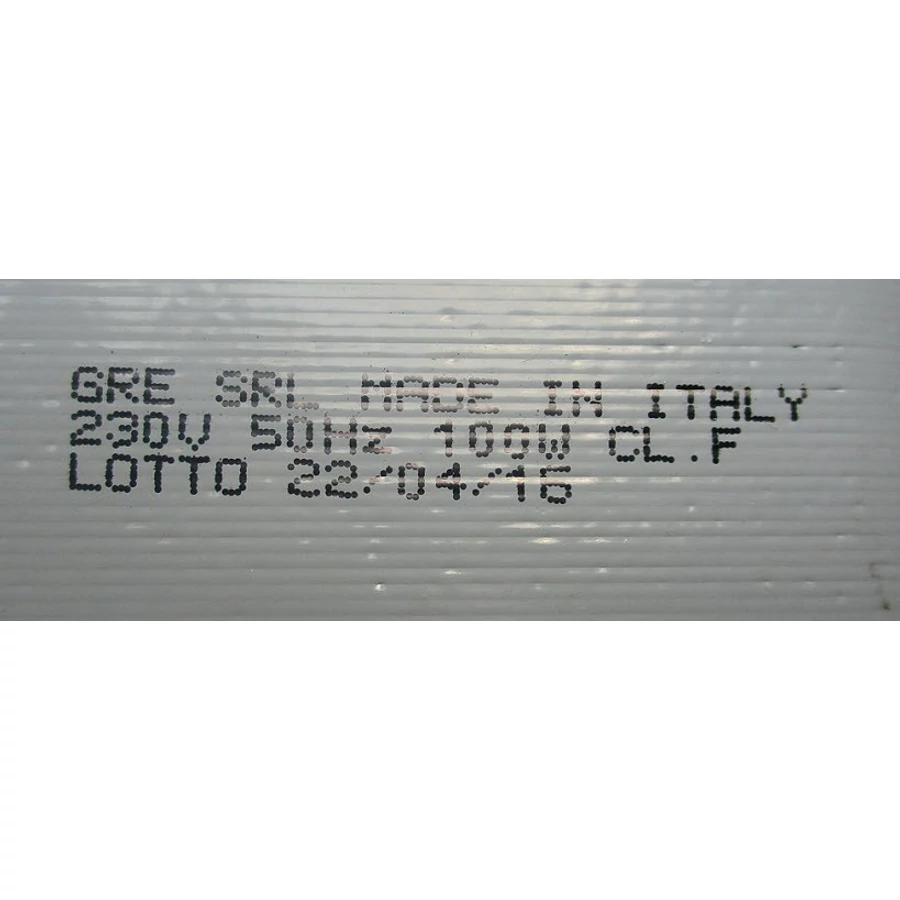 GRE SRL MADE IN ITALY
230V 50Hz 100W CL.F
LOTTO 22/04/16